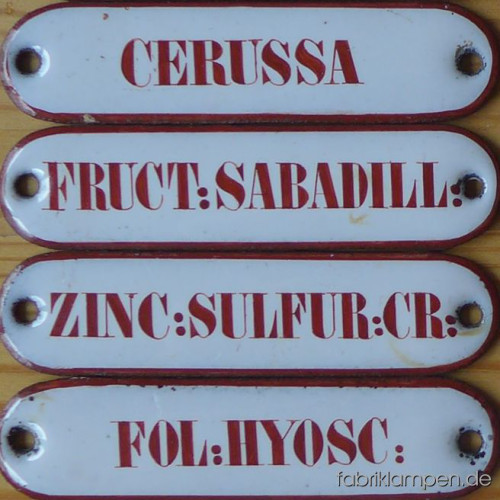 CERUSSA
FRUCT:SABADILL:
ZINC:SULFUR:CR:
FOL:HYOSC:
fabriklampen.de